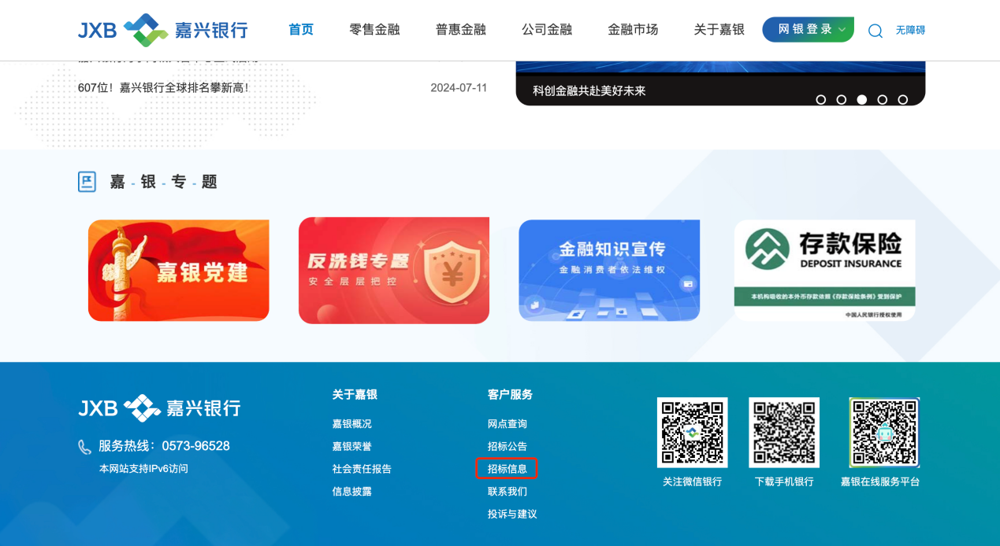 JXB 嘉兴银行
首页 零售金融 普惠金融 公司金融 金融市场 关于嘉银 网银登录 无障碍
607位！嘉兴银行全球排名攀新高！ 2024-07-11
科创金融共赴美好未来
嘉-银-专-题
嘉银党建
反洗钱专题
安全层层把控
金融知识宣传
金融消费者依法维权
存款保险
DEPOSIT INSURANCE
本机构吸收的本外币存款依照《存款保险条例》受到保护
中国人民银行授权使用
JXB 嘉兴银行
服务热线：0573-96528
本网站支持IPv6访问
关于嘉银
嘉银概况
嘉银荣誉
社会责任报告
信息披露
客户服务
网点查询
招标公告
招标信息
联系我们
投诉与建议
关注微信银行
下载手机银行
嘉银在线服务平台